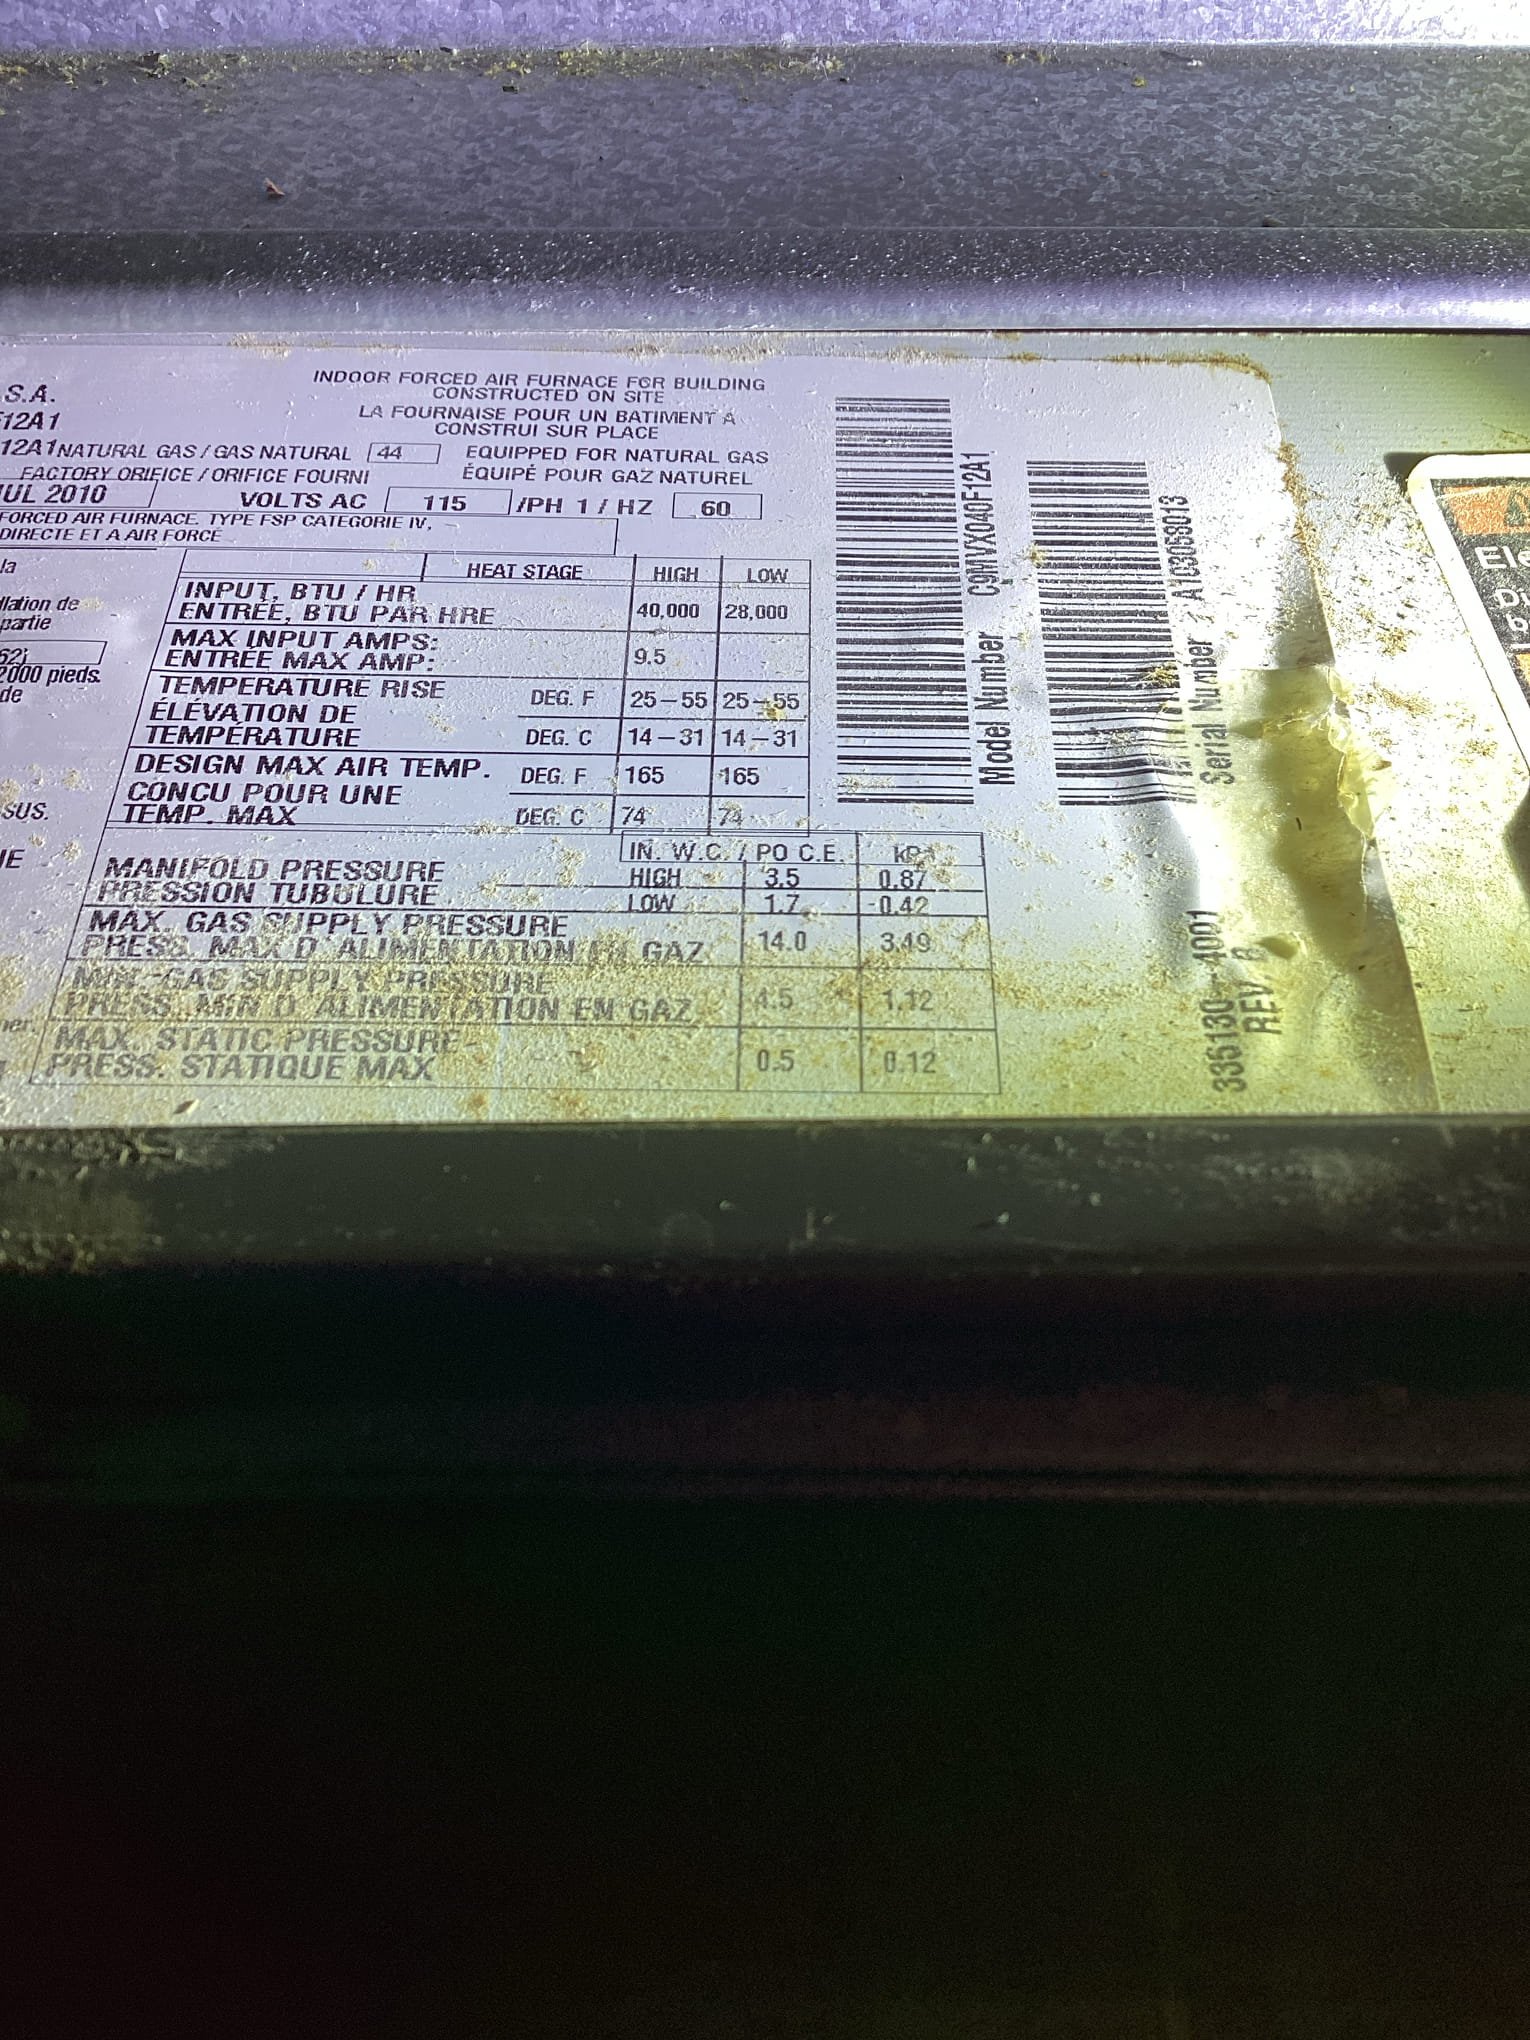 S.A.
INDOOR FORCED AIR FURNACE FOR BUILDING
CONSTRUCTED ON SITE
12A1
LA FOURNAISE POUR UN BATIMENT A
CONSTRUI SUR PLACE
12A1 NATURAL GAS / GAS NATURAL 44 EQUIPPED FOR NATURAL GAS
FACTORY ORIFICE / ORIFICE FOURNI ÉQUIPÉ POUR GAZ NATUREL
JUL 2010 VOLTS AC 115 /PH 1 / HZ 60
FORCED AIR FURNACE. TYPE FSP CATEGORIE IV,
DIRECTE ET A AIR FORCE
la
llation de
partie
2000 pieds.
de
sus.
HEAT STAGE HIGH LOW
INPUT, BTU / HR
ENTRÉE, BTU PAR HRE 40,000 28,000
MAX INPUT AMPS:
ENTRÉE MAX AMP: 9.5
TEMPERATURE RISE DEG. F 25-55 25-55
ÉLÉVATION DE
TEMPÉRATURE DEG. C 14-31 14-31
DESIGN MAX AIR TEMP. DEG. F 165 165
CONCU POUR UNE
TEMP. MAX DEG. C 74 74
IN. W.C. / PO C.E. kPa
MANIFOLD PRESSURE HIGH 3.5 0.87
PRESSION TUBULURE LOW 1.7 0.42
MAX. GAS SUPPLY PRESSURE
PRESS. MAX D'ALIMENTATION EN GAZ 14.0 3.49
MIN. GAS SUPPLY PRESSURE
PRESS. MIN D'ALIMENTATION EN GAZ 4.5 1.12
MAX. STATIC PRESSURE
PRESS. STATIQUE MAX 0.5 0.12
Model Number C9MVX040F12A1
Serial Number A103058013
336130-4001
REV. B
Ele